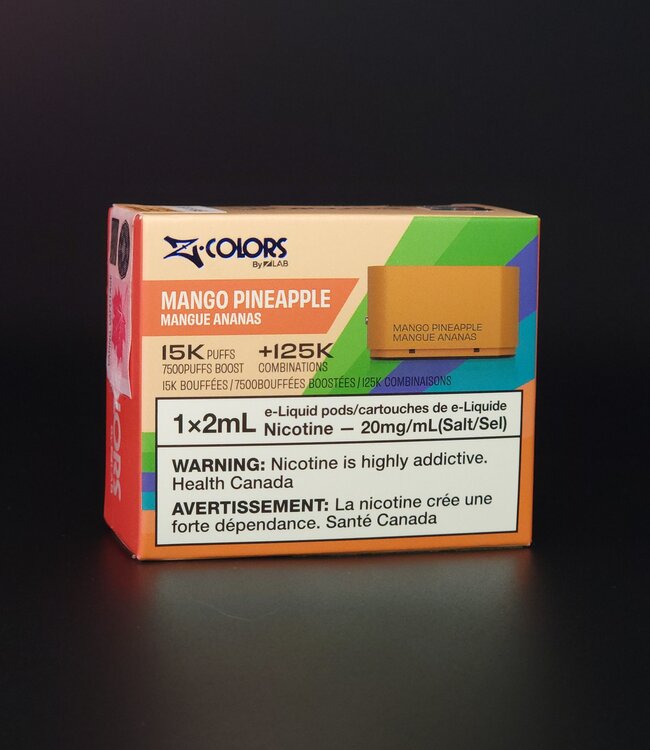 Z-COLORS
By ZLAB
MANGO PINEAPPLE
MANGUE ANANAS
MANGO PINEAPPLE
MANGUE ANANAS
15K PUFFS
7500PUFFS BOOST
+125K
COMBINATIONS
15K BOUFFÉES/7500BOUFFÉES BOOSTÉES/125K COMBINAISONS
1×2mL
e-Liquid pods/cartouches de e-Liquide
Nicotine — 20mg/mL(Salt/Sel)
WARNING: Nicotine is highly addictive.
Health Canada
AVERTISSEMENT: La nicotine crée une
forte dépendance. Santé Canada